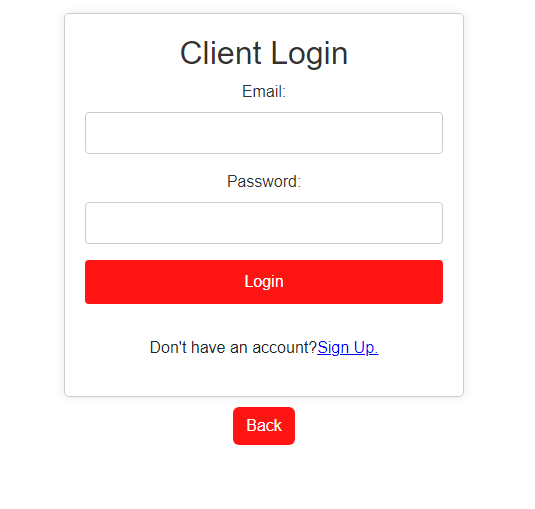 Client Login
Email:
Password:
Login
Don't have an account?Sign Up.
Back